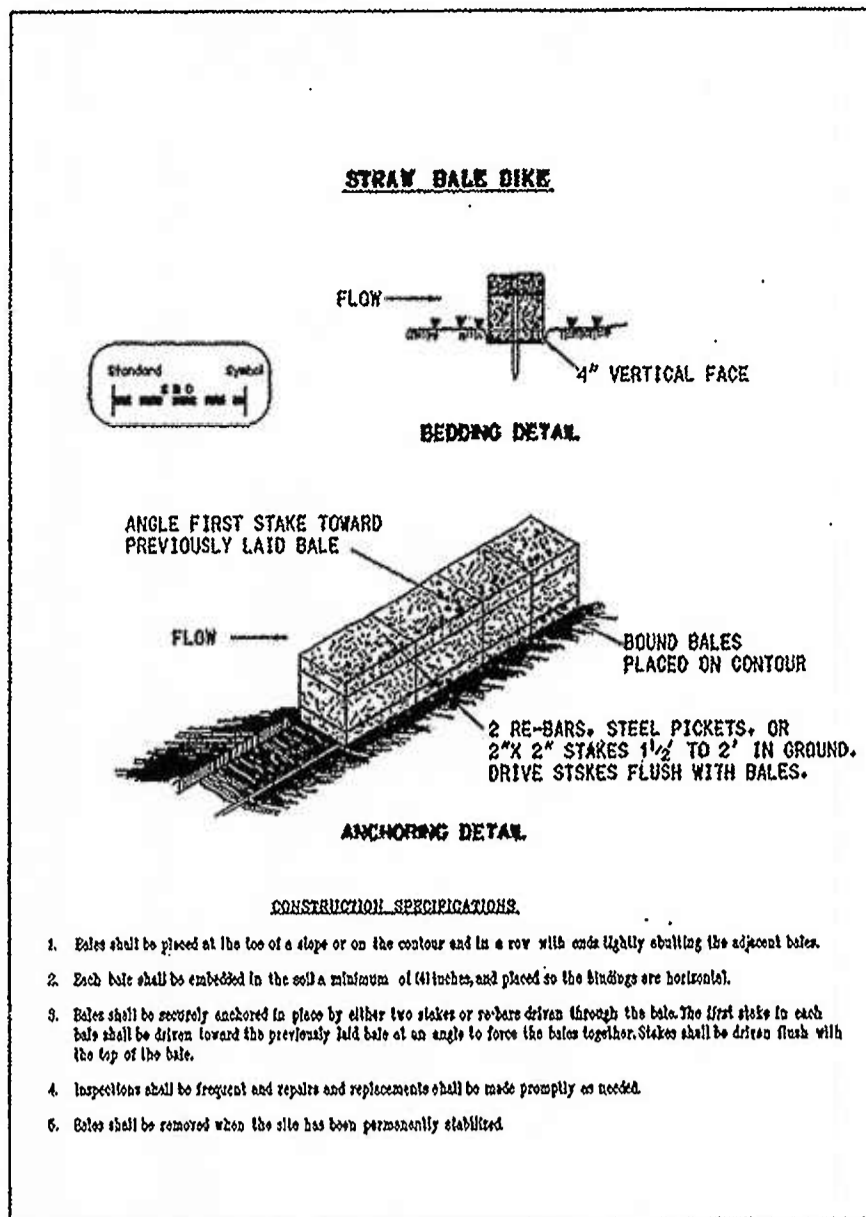 STRAW BALE DIKE
FLOW
4" VERTICAL FACE
Standard Symbol
S B D
BEDDING DETAIL
ANGLE FIRST STAKE TOWARD
PREVIOUSLY LAID BALE
FLOW
BOUND BALES
PLACED ON CONTOUR
2 RE-BARS, STEEL PICKETS, OR
2"X 2" STAKES 1 1/2' TO 2' IN GROUND.
DRIVE STSKES FLUSH WITH BALES.
ANCHORING DETAIL
CONSTRUCTION SPECIFICATIONS
1. Bales shall be placed at the toe of a slope or on the contour and in a row with ends tightly abutting the adjacent bales.
2. Each bale shall be embedded in the soil a minimum of (4) inches, and placed so the bindings are horizontal.
3. Bales shall be securely anchored in place by either two stakes or re-bars driven through the bale. The first stake in each
bale shall be driven toward the previously laid bale at an angle to force the bales together. Stakes shall be driven flush with
the top of the bale.
4. Inspections shall be frequent and repairs and replacements shall be made promptly as needed.
5. Bales shall be removed when the site has been permanently stabilized.